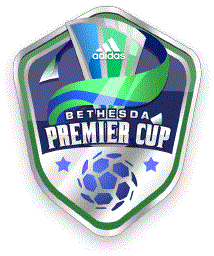 adidas
BETHESDA
PREMIER CUP